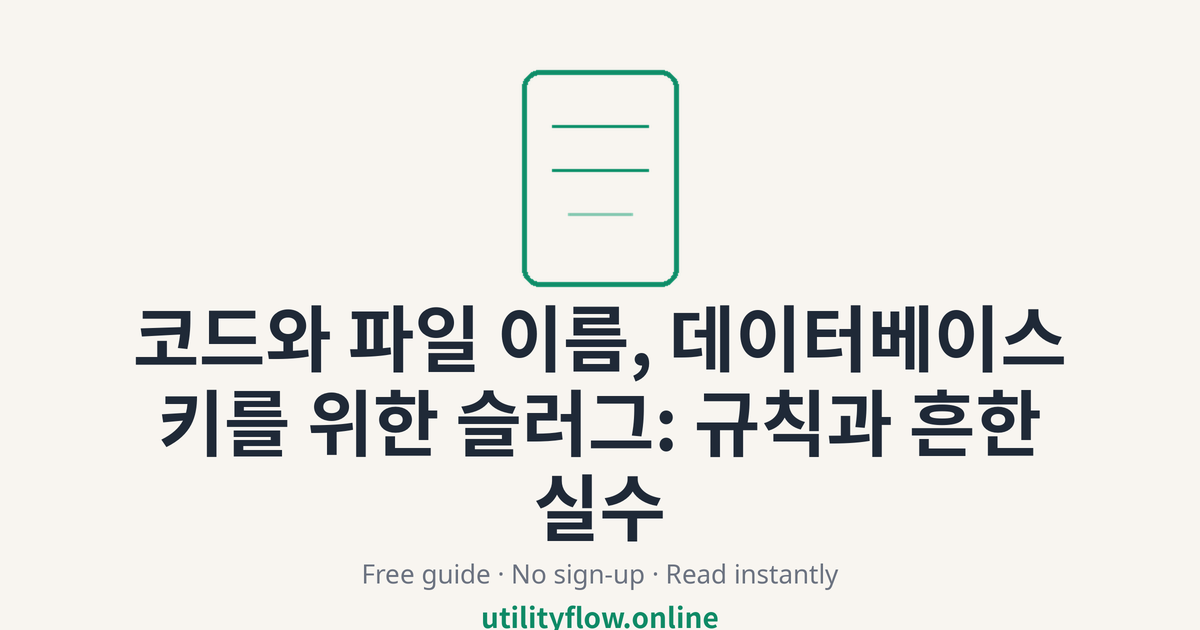 코드와 파일 이름, 데이터베이스
키를 위한 슬러그: 규칙과 흔한
실수
Free guide · No sign-up · Read instantly
utilityflow.online